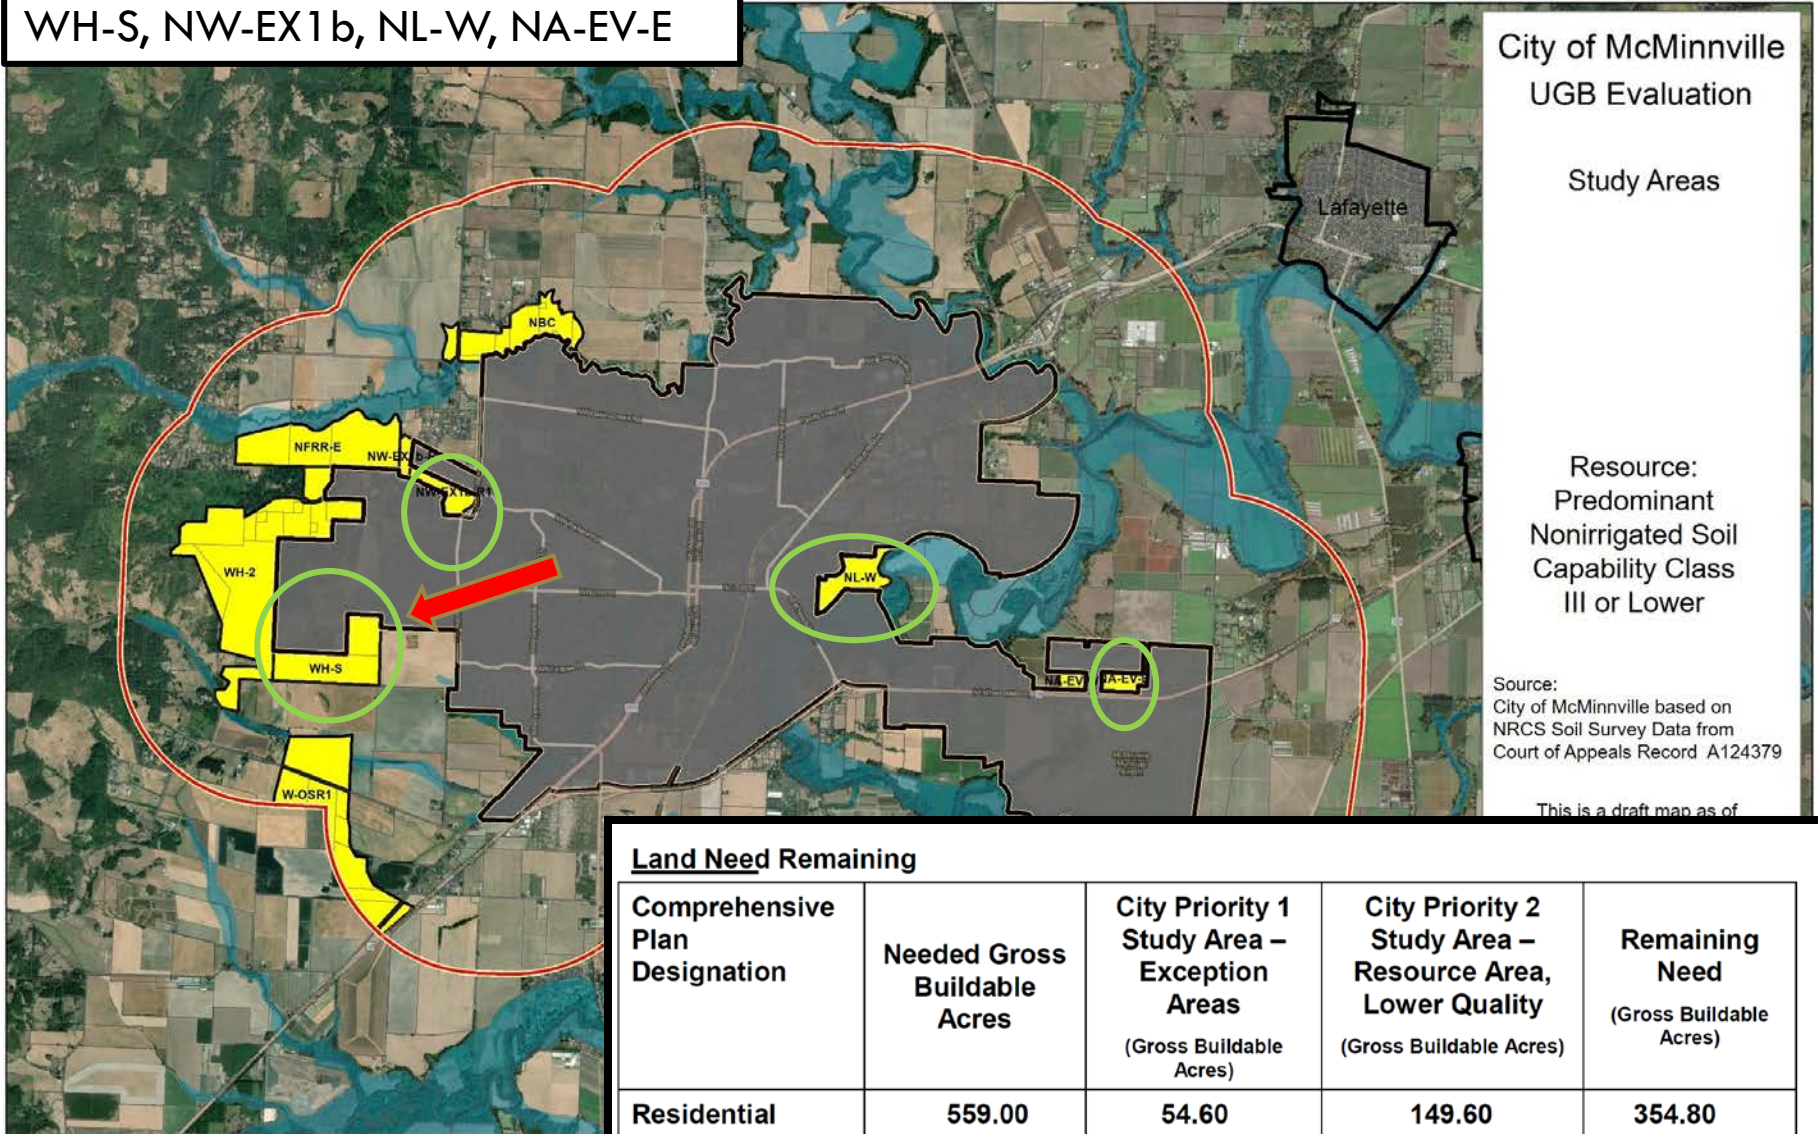 WH-S, NW-EX1b, NL-W, NA-EV-E
City of McMinnville
UGB Evaluation
Study Areas
Lafayette
NBC
NFRR-E
WH-2
NL-W
WH-S
NA-EV
W-OSR1
Resource:
Predominant
Nonirrigated Soil
Capability Class
III or Lower
Source:
City of McMinnville based on
NRCS Soil Survey Data from
Court of Appeals Record A124379
This is a draft map as of
Land Need Remaining
Comprehensive
Plan
Designation
Needed Gross
Buildable
Acres
City Priority 1
Study Area –
Exception
Areas
(Gross Buildable
Acres)
City Priority 2
Study Area –
Resource Area,
Lower Quality
(Gross Buildable Acres)
Remaining
Need
(Gross Buildable
Acres)
Residential
559.00
54.60
149.60
354.80